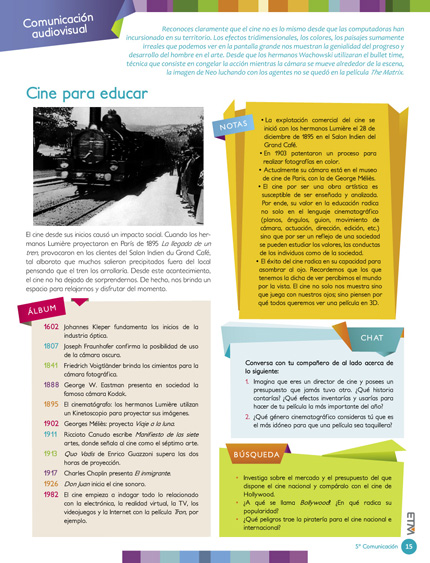 Comunicación
audiovisual
Reconozcamos claramente que el cine no es lo mismo desde que las computadoras han
incursionado en su territorio. Los efectos tridimensionales, los colores, los paisajes sumamente
irreales que podemos ver en la pantalla grande nos muestran la genialidad del progreso y
desarrollo del hombre en el arte. Desde que los hermanos Wachowski utilizaran el bullet time,
técnica que consiste en congelar la acción mientras la cámara se mueve alrededor de la escena,
la imagen de Neo luchando con los agentes no se quedó en la película The Matrix.
Cine para educar
El cine desde sus inicios causó un impacto social. Cuando los her-
manos Lumière proyectaron en París de 1895 La llegada de un
tren, provocaron en los clientes del Salon Indien du Grand Café,
tal alboroto que muchos salieron precipitados fuera del local
pensando que el tren los arrollaría. Desde este acontecimiento,
el cine no ha dejado de sorprendernos. De hecho, nos brinda un
espacio para relajarnos y disfrutar del momento.
ÁLBUM
1602 Johannes Kleper fundamenta los inicios de la
industria óptica.
1807 Joseph Fraunhofer confirma la posibilidad de uso
de la cámara oscura.
1841 Friedrich Voigtländer brinda los cimientos para la
cámara fotográfica.
1888 George W. Eastman presenta en sociedad la
famosa cámara Kodak.
1895 El cinematógrafo: los hermanos Lumière utilizan
un Kinetoscopio para proyectar sus imágenes.
1902 Georges Méliès: proyecta Viaje a la luna.
1911 Riccioto Canudo escribe Manifiesto de las siete
artes, donde señala al cine como el séptimo arte.
1913 Quo Vadis de Enrico Guazzoni supera las dos
horas de proyección.
1917 Charles Chaplin presenta El inmigrante.
1926 Don Juan inicia el cine sonoro.
1982 El cine empieza a indagar todo lo relacionado
con la electrónica, la realidad virtual, la TV, los
videojuegos y la Internet con la película Tron, por
ejemplo.
NOTAS
• La explotación comercial del cine se
inició con los hermanos Lumière el 28 de
diciembre de 1895 en el Salon Indien del
Grand Café.
• En 1903 patentaron un proceso para
realizar fotografías en color.
• Actualmente su cámara está en el museo
de cine de París, con la de George Méliès.
• El cine por ser una obra artística es
susceptible de ser enseñada y analizada.
Por ende, su valor en la educación radica
no solo en el lenguaje cinematográfico
(planos, ángulos, guion, movimiento de
cámara, actuación, dirección, edición, etc.)
sino que por ser un reflejo de una sociedad
se pueden estudiar los valores, las conductas
de los individuos como de la sociedad.
• El éxito del cine radica en su capacidad para
asombrar al ojo. Recordemos que los que
tenemos la dicha de ver percibimos el mundo
por la vista. El cine no solo nos muestra sino
que juega con nuestros ojos; sino piensen por
qué todos queremos ver una película en 3D.
CHAT
Conversa con tu compañero de al lado acerca de
lo siguiente:
1. Imagina que eres un director de cine y posees un
presupuesto que jamás tuvo otro. ¿Qué historia
contarías? ¿Qué efectos inventarías y usarías para
hacer de tu película la más importante del año?
2. ¿Qué género cinematográfico consideras tú que es
el más idóneo para que una película sea taquillera?
BÚSQUEDA
• Investiga sobre el mercado y el presupuesto del que
dispone el cine nacional y compáralo con el cine de
Hollywood.
• ¿A qué se llama Bollywood? ¿En qué radica su
popularidad?
• ¿Qué peligros trae la piratería para el cine nacional e
internacional?
5° Comunicación 15